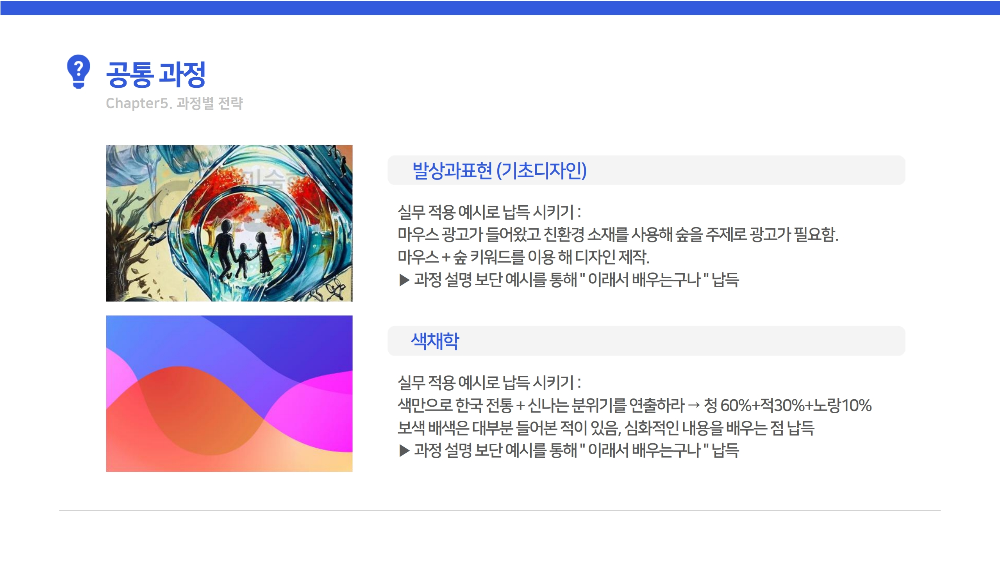 공통 과정
Chapter5. 과정별 전략
발상과표현 (기초디자인)
실무 적용 예시로 납득 시키기 :
마우스 광고가 들어왔고 친환경 소재를 사용해 숲을 주제로 광고가 필요함.
마우스 + 숲 키워드를 이용 해 디자인 제작.
▶ 과정 설명 보단 예시를 통해 " 이래서 배우는구나 " 납득
색채학
실무 적용 예시로 납득 시키기 :
색만으로 한국 전통 + 신나는 분위기를 연출하라 → 청 60%+적30%+노랑10%
보색 배색은 대부분 들어본 적이 있음, 심화적인 내용을 배우는 점 납득
▶ 과정 설명 보단 예시를 통해 " 이래서 배우는구나 " 납득